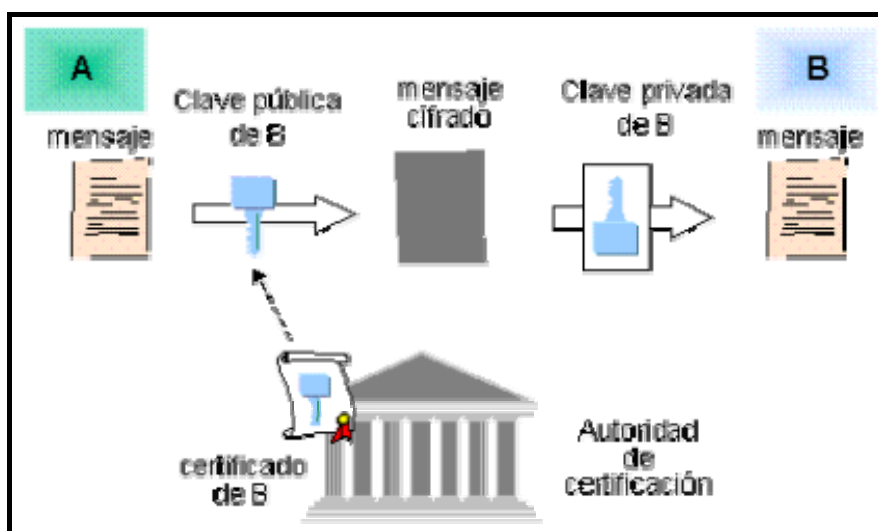 A
B
Clave pública
de B
mensaje
cifrado
Clave privada
de B
mensaje
mensaje
certificado
de B
Autoridad
de
certificación